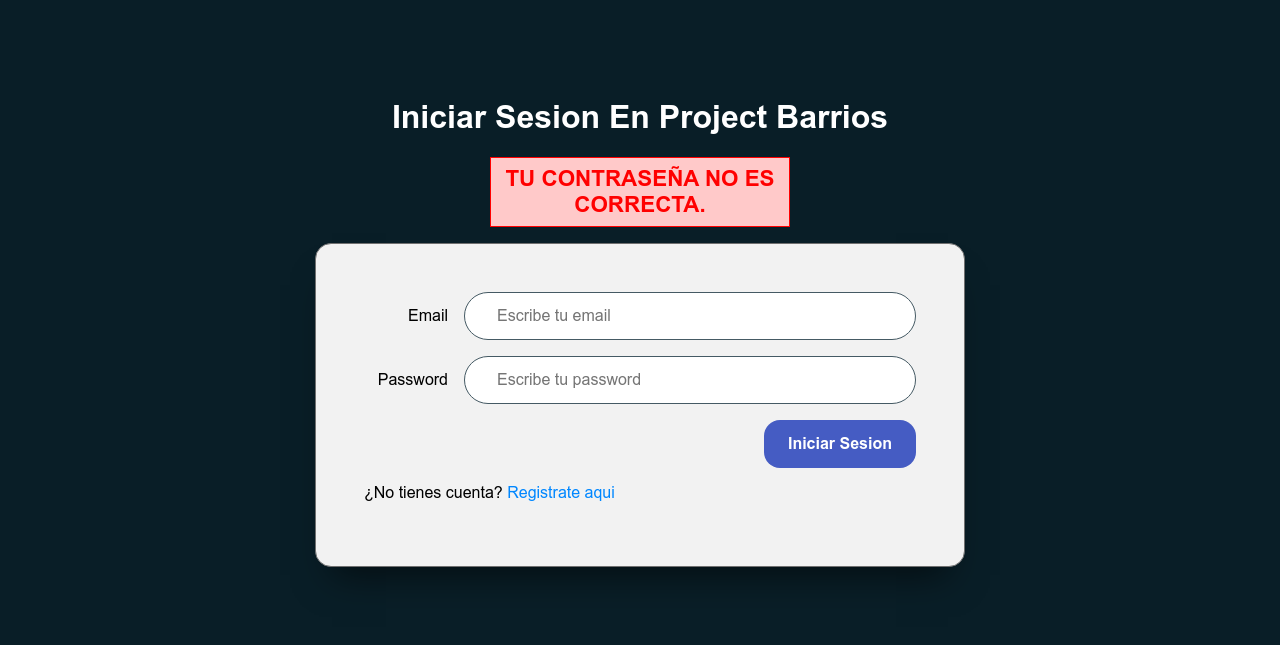 Iniciar Sesion En Project Barrios
TU CONTRASEÑA NO ES
CORRECTA.
Email
Escribe tu email
Password
Escribe tu password
Iniciar Sesion
¿No tienes cuenta? Registrate aqui